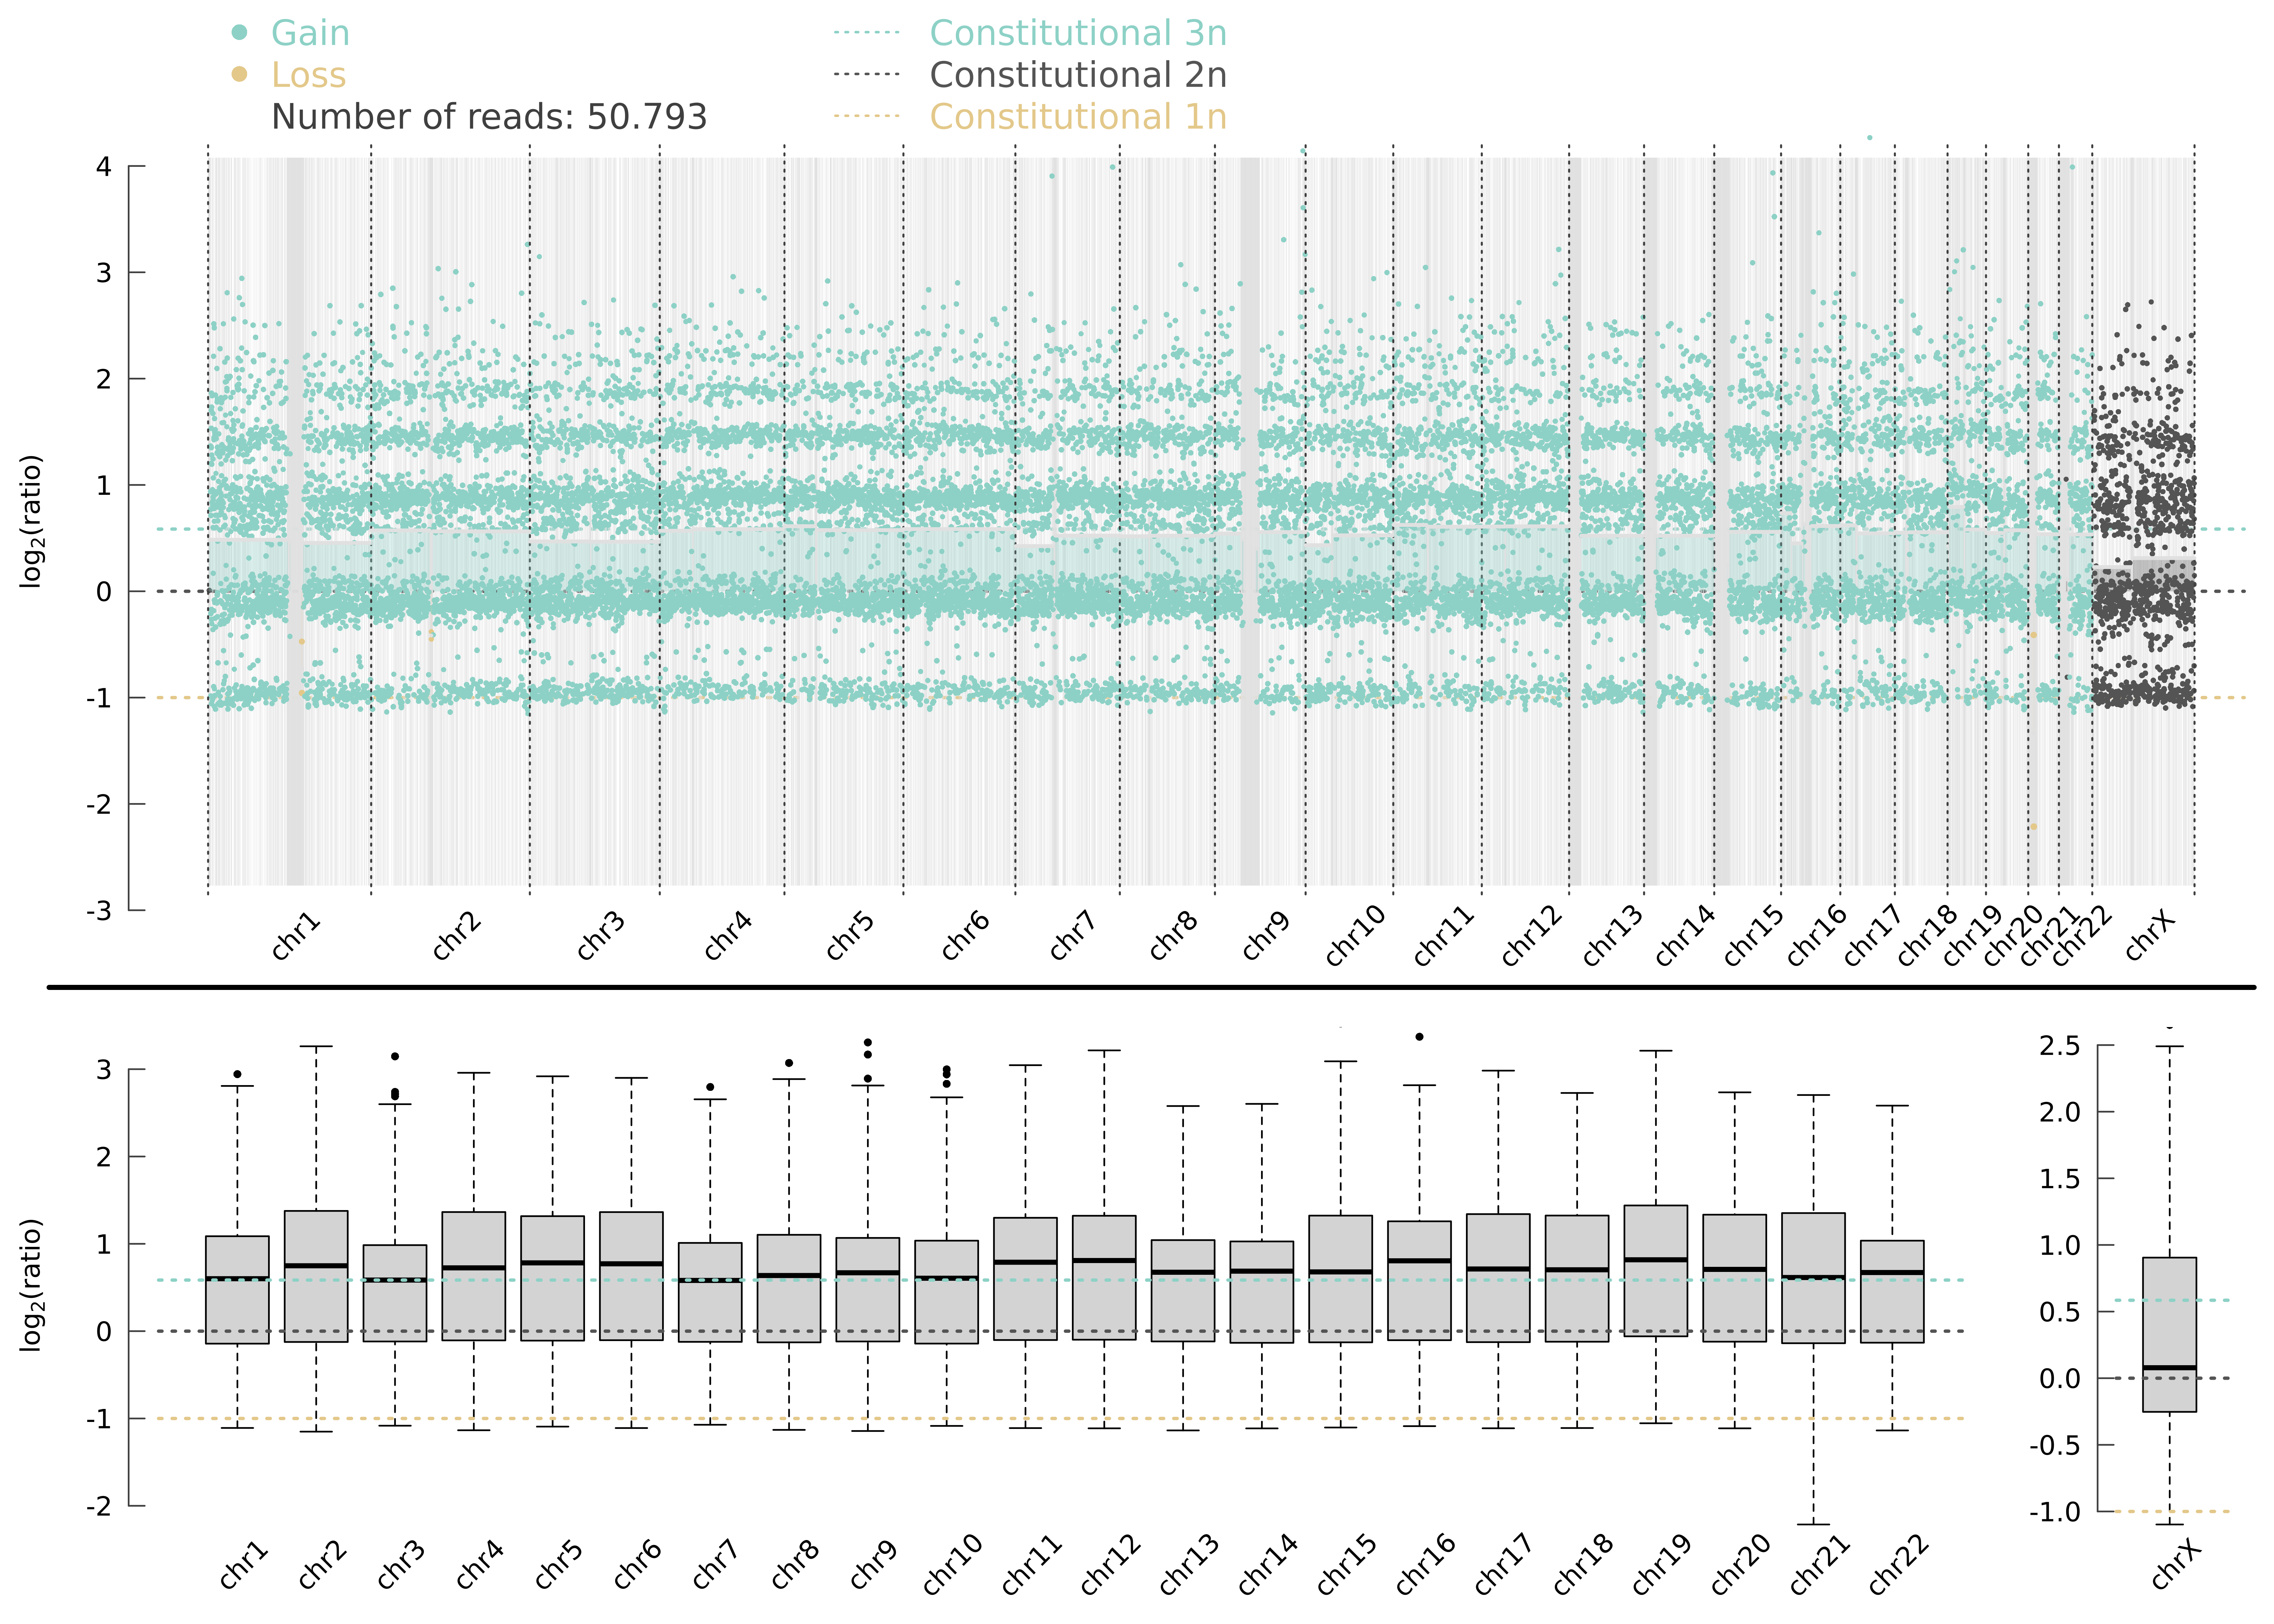 Gain
Loss
Number of reads: 50.793
Constitutional 3n
Constitutional 2n
Constitutional 1n
log2(ratio)
4
3
2
1
0
-1
-2
-3
chr1 chr2 chr3 chr4 chr5 chr6 chr7 chr8 chr9 chr10 chr11 chr12 chr13 chr14 chr15 chr16 chr17 chr18 chr19 chr20 chr21 chr22 chrX
log2(ratio)
3
2
1
0
-1
-2
chr1 chr2 chr3 chr4 chr5 chr6 chr7 chr8 chr9 chr10 chr11 chr12 chr13 chr14 chr15 chr16 chr17 chr18 chr19 chr20 chr21 chr22
2.5
2.0
1.5
1.0
0.5
0.0
-0.5
-1.0
chrX